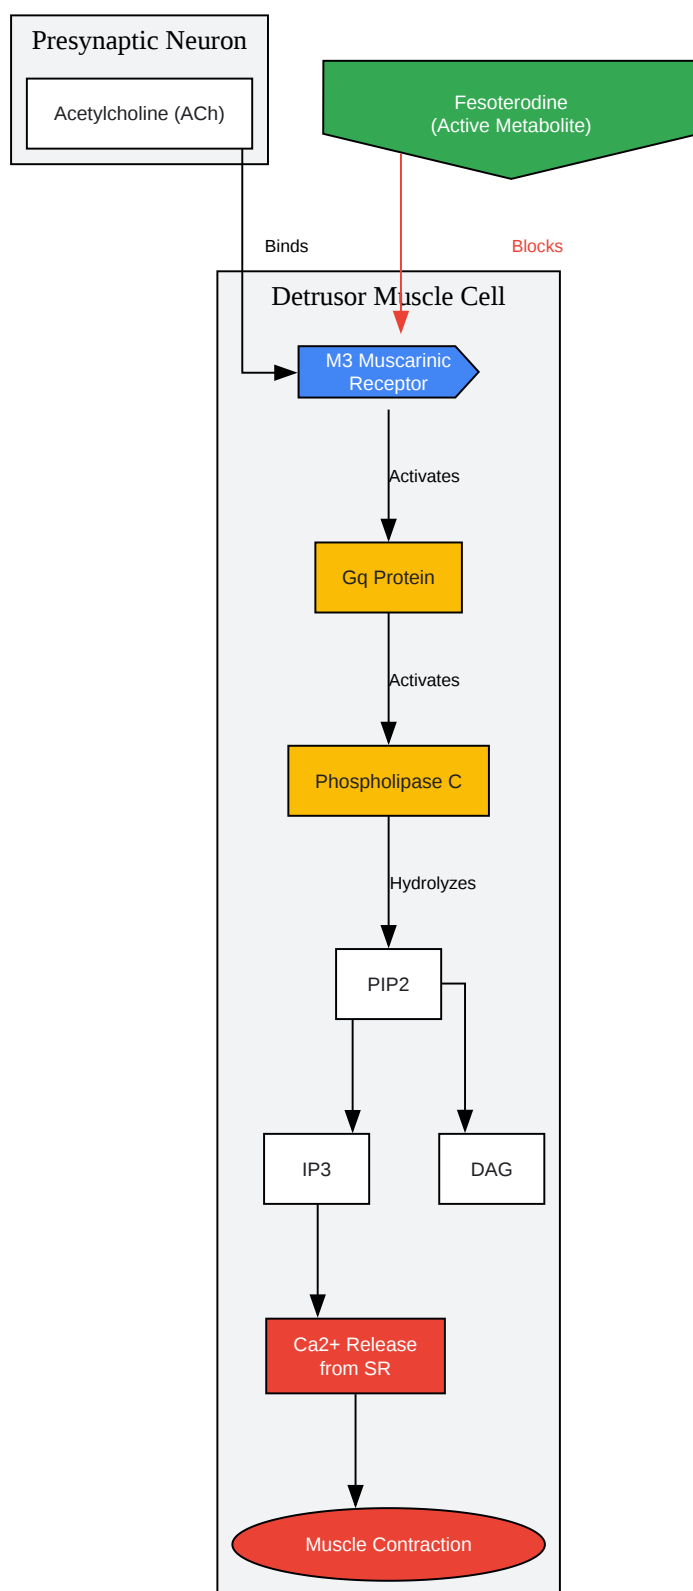 Presynaptic Neuron
Acetylcholine (ACh)
Fesoterodine
(Active Metabolite)
Binds
Blocks
Detrusor Muscle Cell
M3 Muscarinic
Receptor
Activates
Gq Protein
Activates
Phospholipase C
Hydrolyzes
PIP2
IP3
DAG
Ca2+ Release
from SR
Muscle Contraction